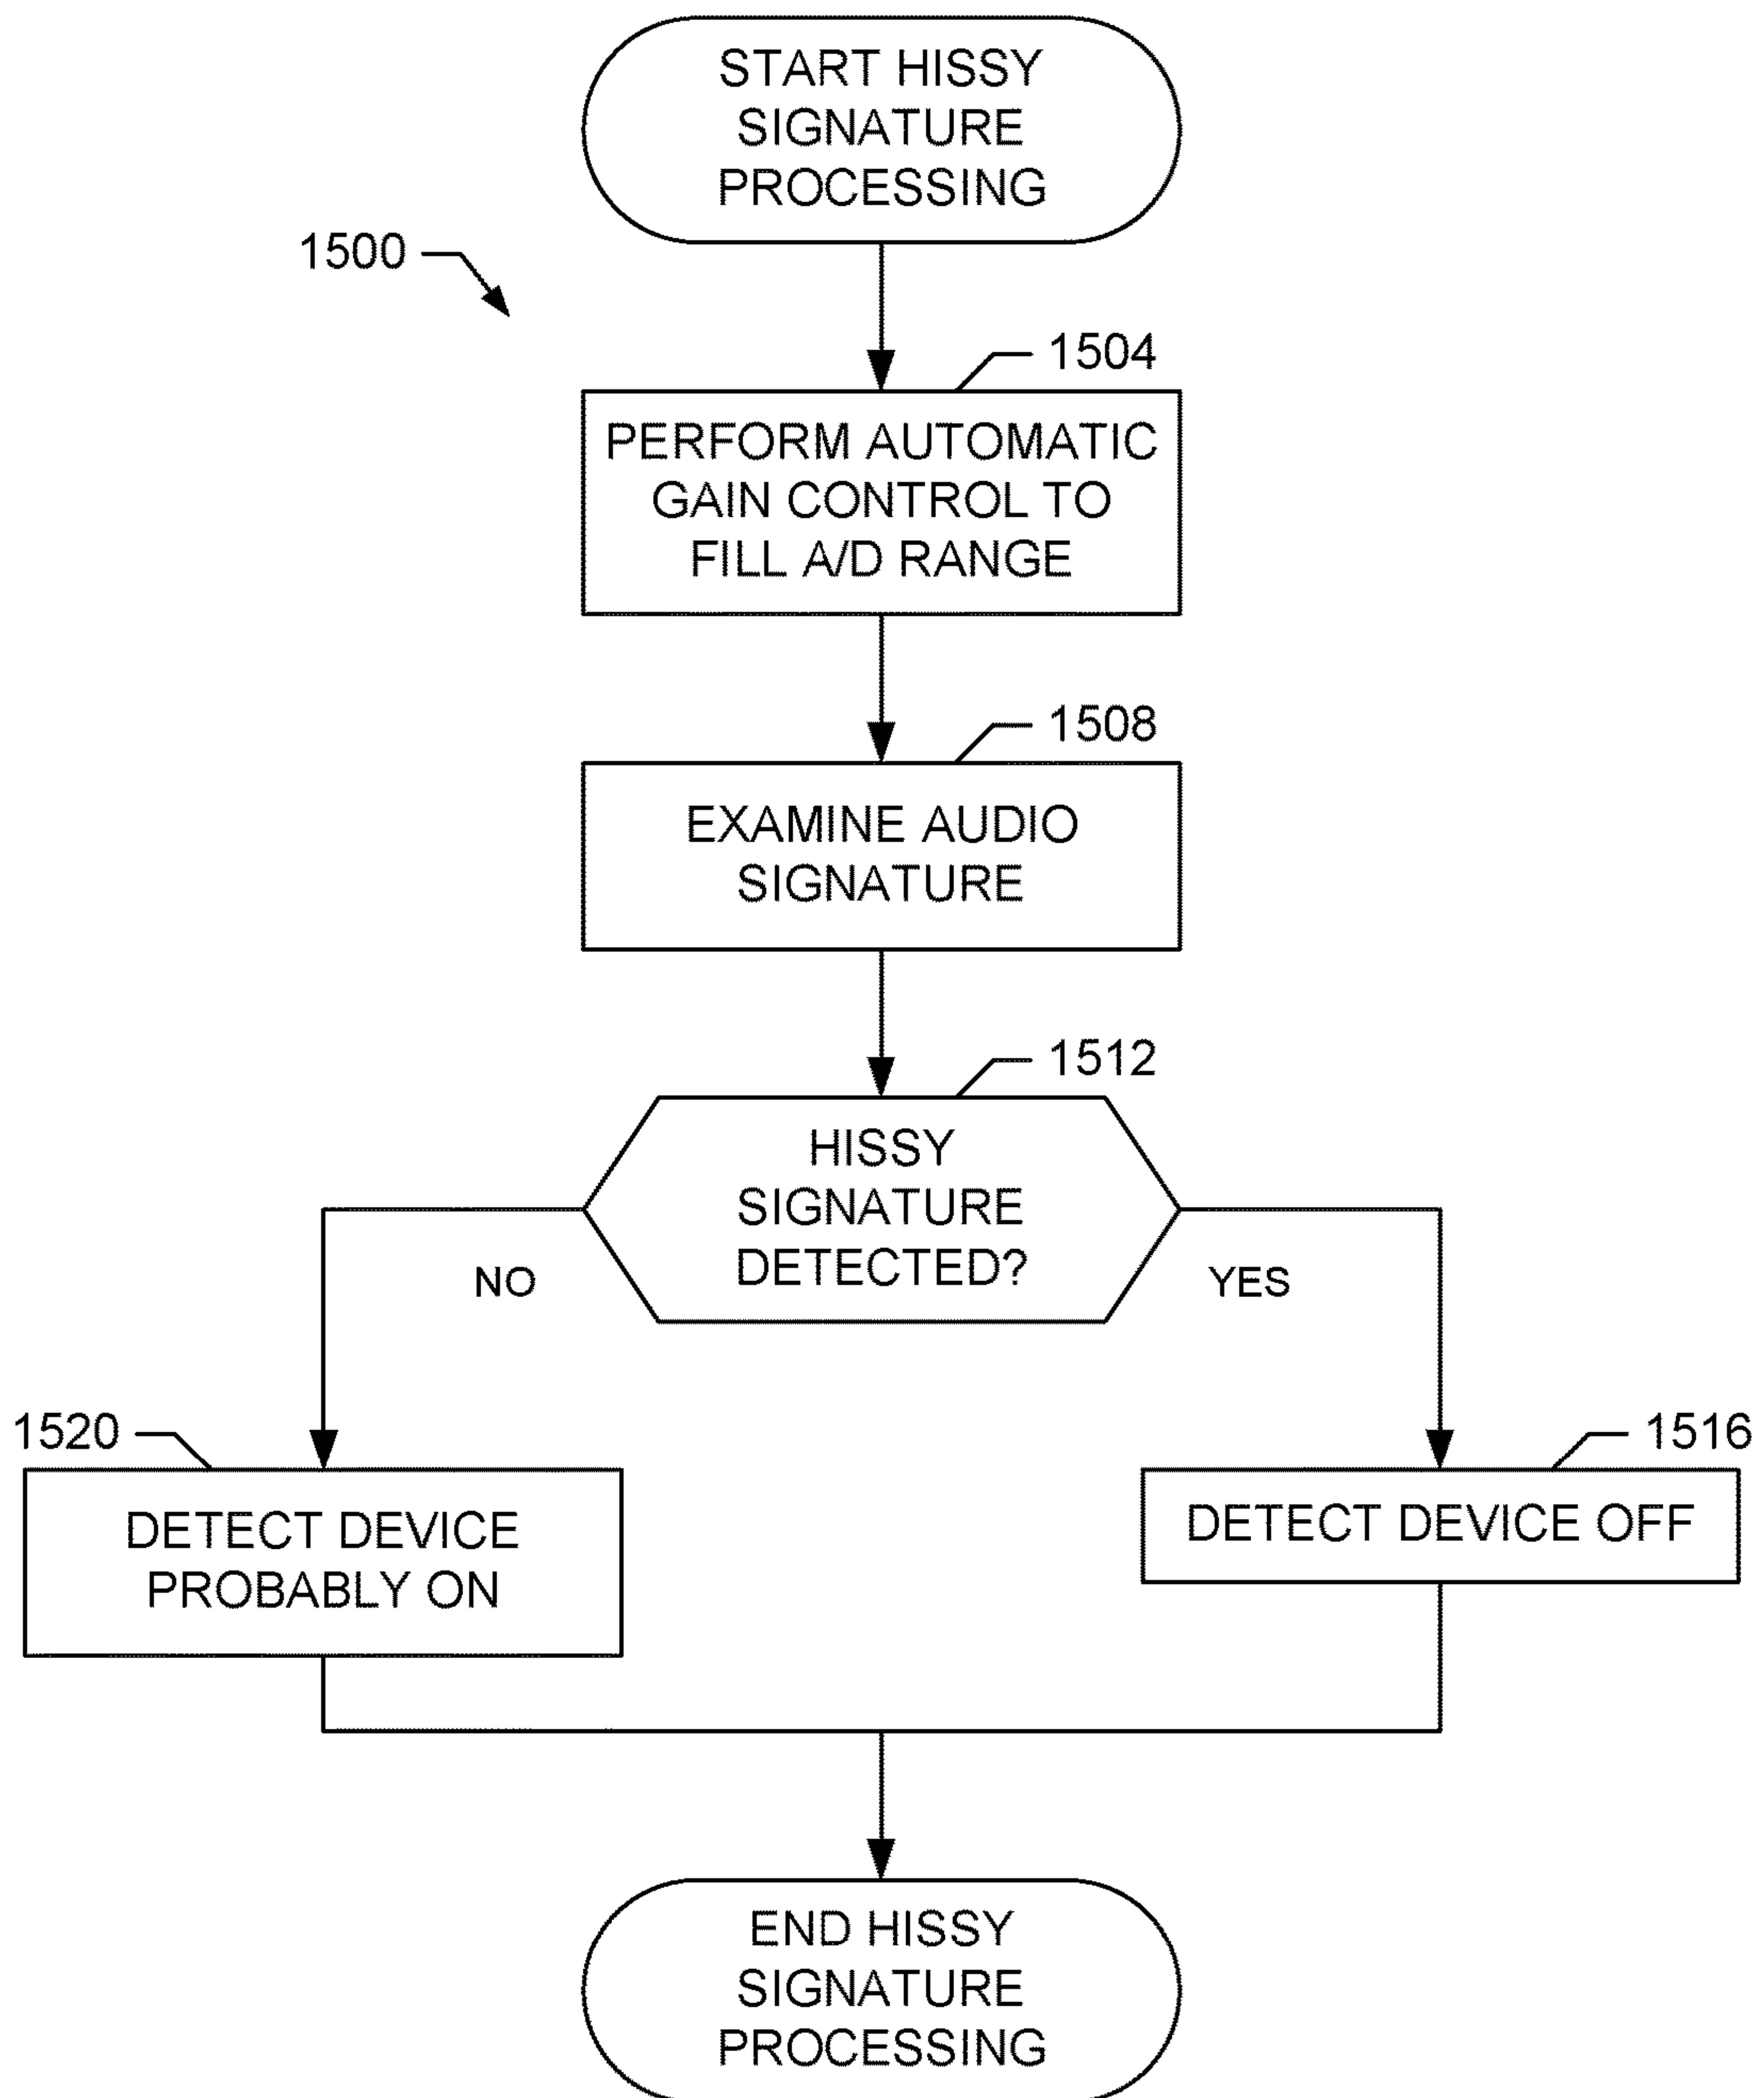 START HISSY
SIGNATURE
PROCESSING
1500
1504
PERFORM AUTOMATIC
GAIN CONTROL TO
FILL A/D RANGE
1508
EXAMINE AUDIO
SIGNATURE
1512
HISSY
SIGNATURE
DETECTED?
NO
YES
1520
DETECT DEVICE
PROBABLY ON
1516
DETECT DEVICE OFF
END HISSY
SIGNATURE
PROCESSING